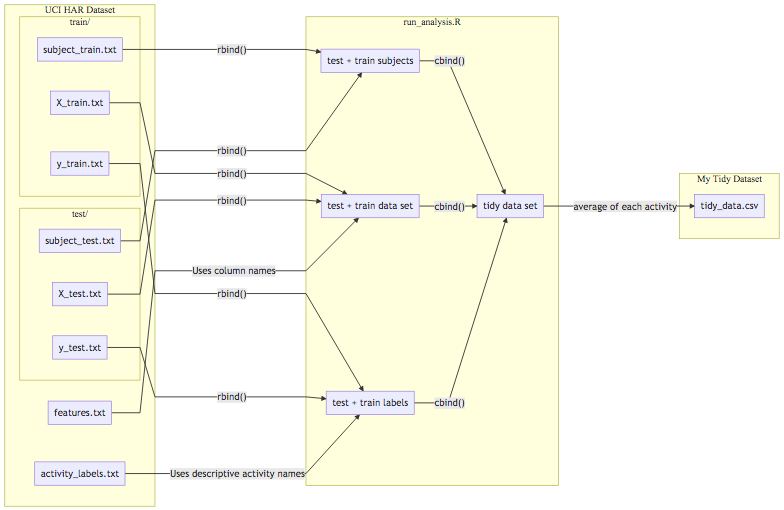 UCI HAR Dataset
train/
subject_train.txt
X_train.txt
y_train.txt
test/
subject_test.txt
X_test.txt
y_test.txt
features.txt
activity_labels.txt
rbind()
rbind()
rbind()
rbind()
Uses column names
rbind()
rbind()
Uses descriptive activity names
run_analysis.R
test + train subjects
cbind()
test + train data set
cbind()
tidy data set
test + train labels
cbind()
average of each activity
My Tidy Dataset
tidy_data.csv